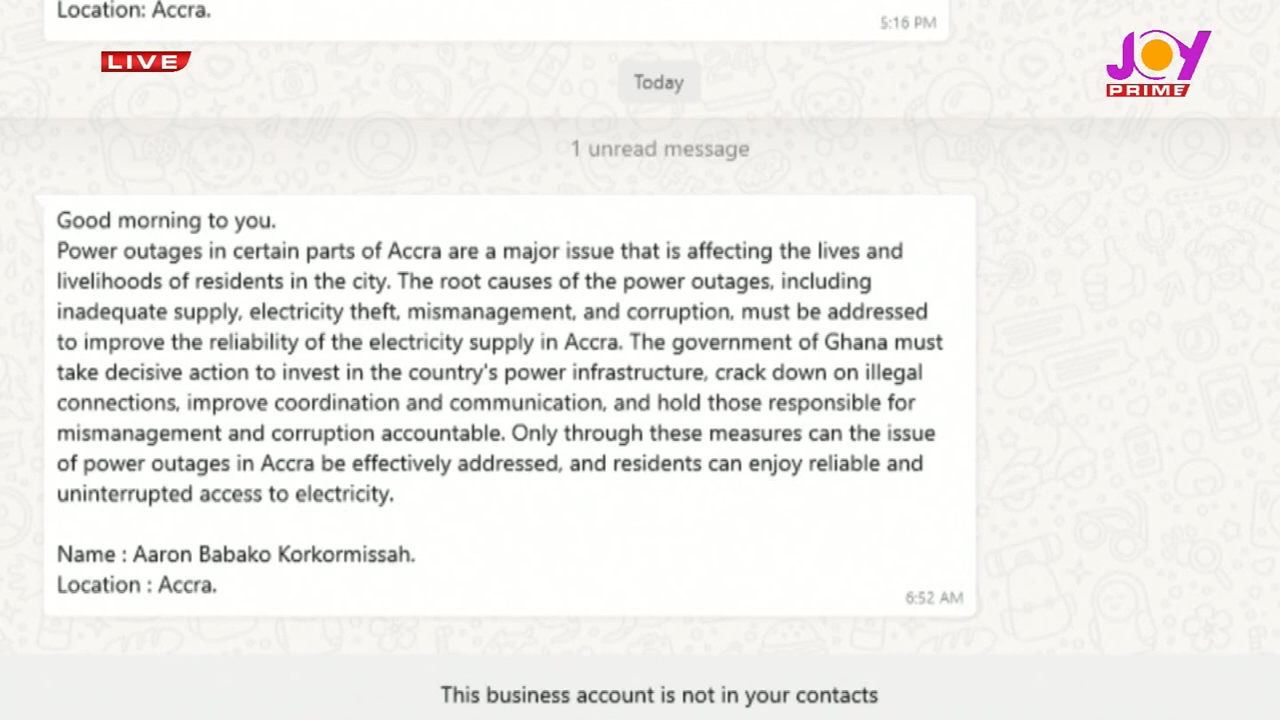 Location: Accra.
5:16 PM
LIVE
JOY
PRIME
Today
1 unread message
Good morning to you.
Power outages in certain parts of Accra are a major issue that is affecting the lives and
livelihoods of residents in the city. The root causes of the power outages, including
inadequate supply, electricity theft, mismanagement, and corruption, must be addressed
to improve the reliability of the electricity supply in Accra. The government of Ghana must
take decisive action to invest in the country's power infrastructure, crack down on illegal
connections, improve coordination and communication, and hold those responsible for
mismanagement and corruption accountable. Only through these measures can the issue
of power outages in Accra be effectively addressed, and residents can enjoy reliable and
uninterrupted access to electricity.
Name : Aaron Babako Korkormissah.
Location : Accra.
6:52 AM
This business account is not in your contacts